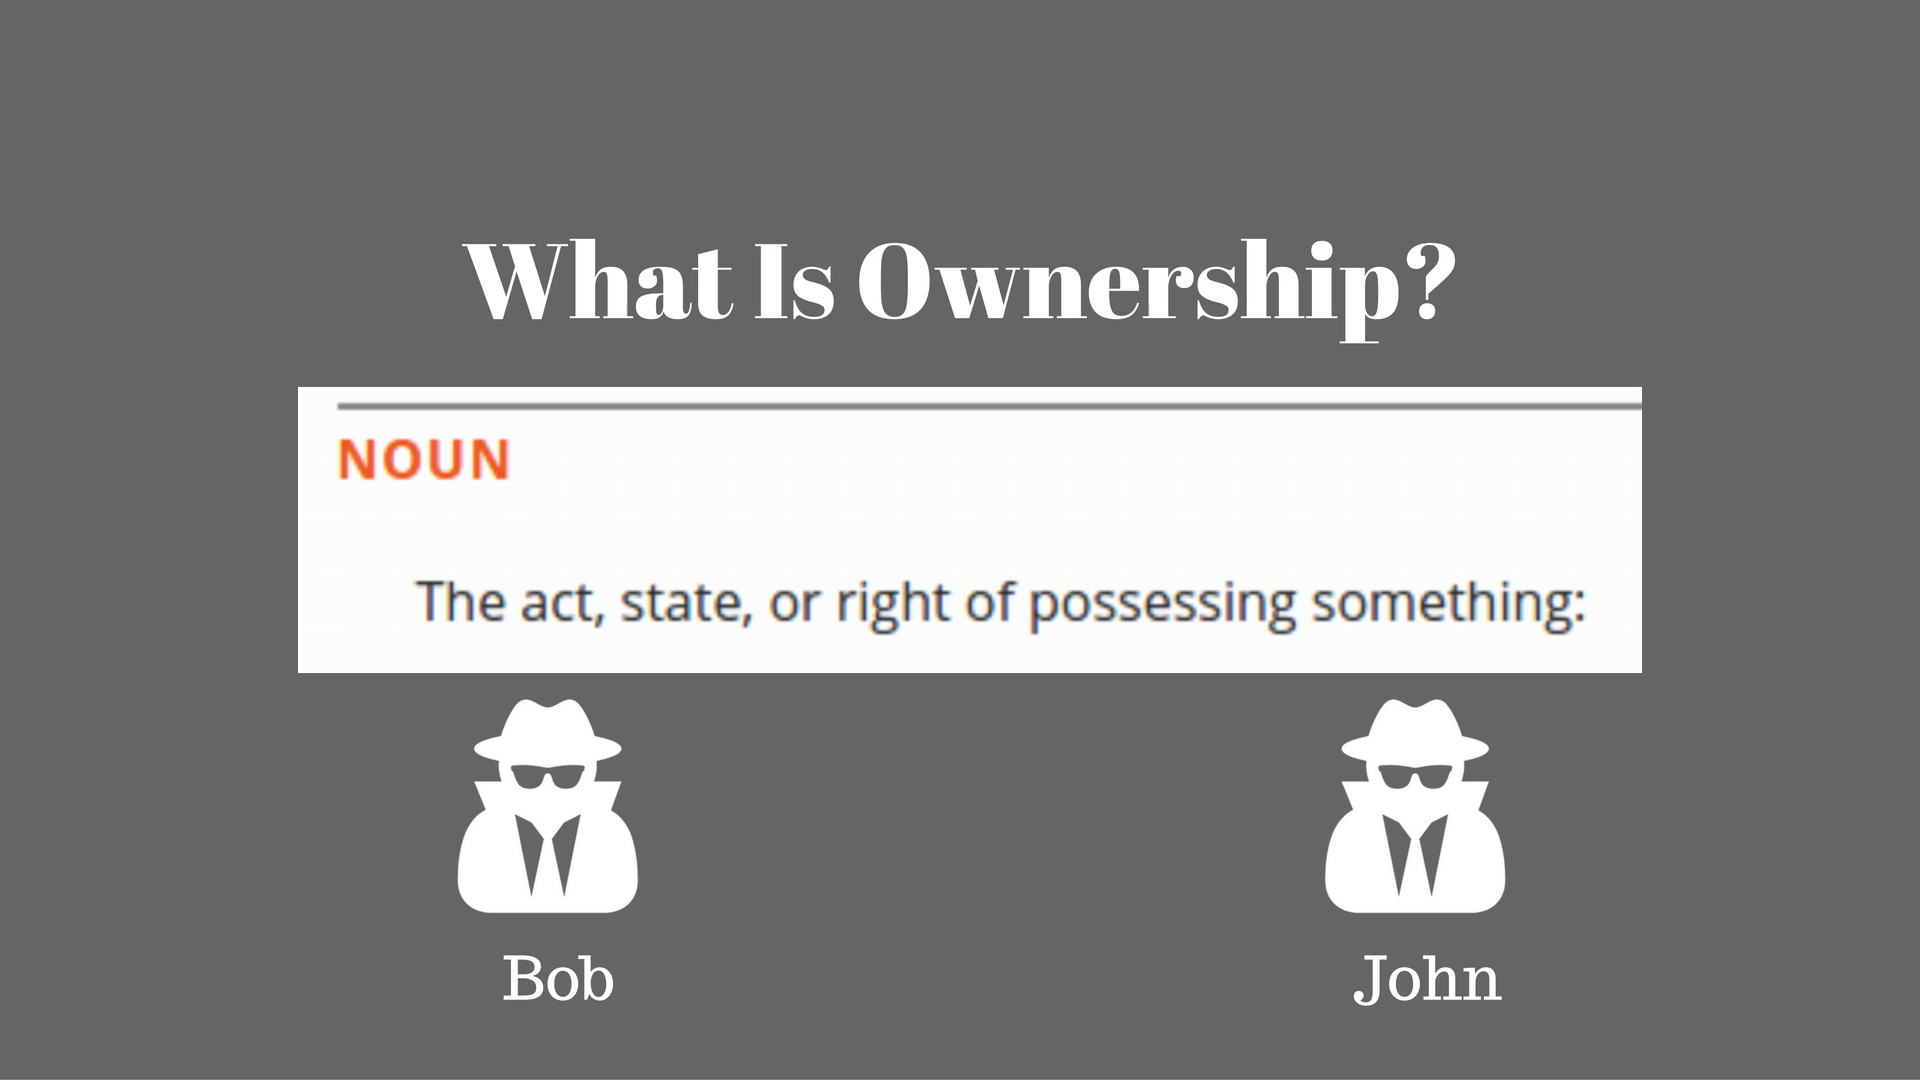 What Is Ownership?
NOUN
The act, state, or right of possessing something:
Bob
John